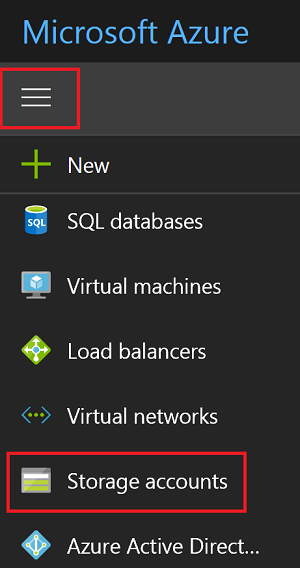 Microsoft Azure
New
SQL
SQL databases
Virtual machines
Load balancers
Virtual networks
Storage accounts
Azure Active Direct...